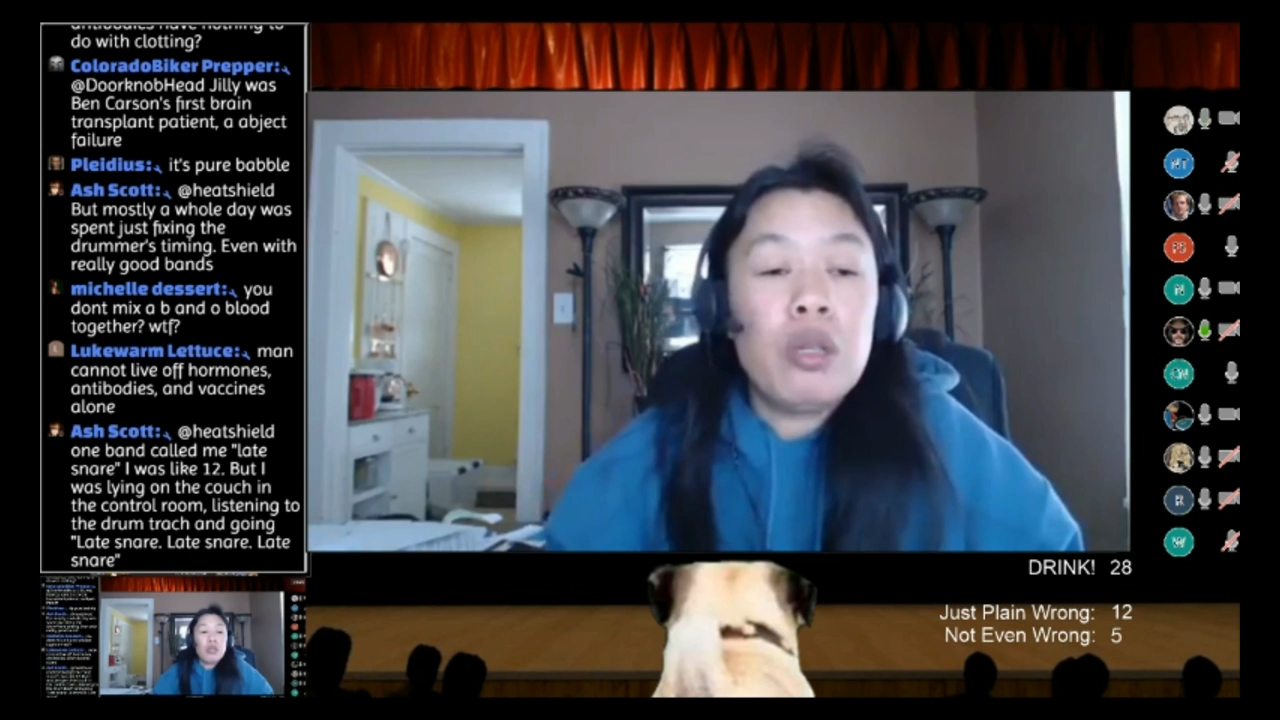 antibodies have nothing to
do with clotting?
ColoradoBiker Prepper:
@DoorknobHead Jilly was
Ben Carson's first brain
transplant patient, a abject
failure
Pleidius: it's pure babble
Ash Scott: @heatshield
But mostly a whole day was
spent just fixing the
drummer's timing. Even with
really good bands
michelle dessert: you
dont mix a b and o blood
together? wtf?
Lukewarm Lettuce: man
cannot live off hormones,
antibodies, and vaccines
alone
Ash Scott: @heatshield
one band called me "late
snare" I was like 12. But I
was lying on the couch in
the control room, listening to
the drum trach and going
"Late snare. Late snare. Late
snare"
DRINK! 28
Just Plain Wrong: 12
Not Even Wrong: 5